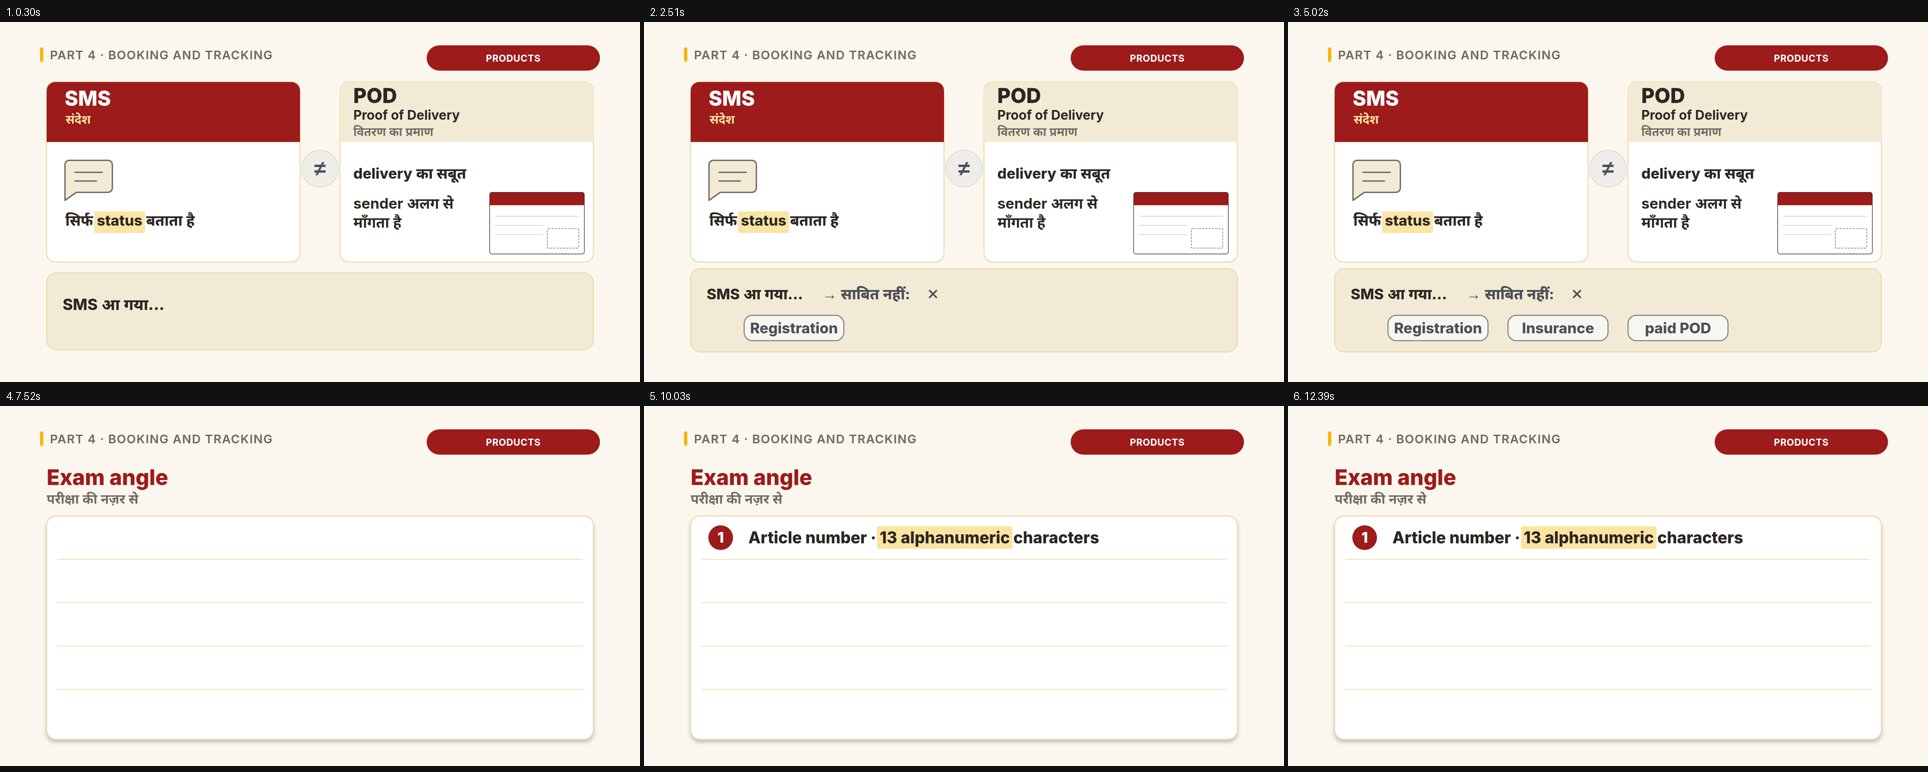 1. 0.30s
PART 4 · BOOKING AND TRACKING
PRODUCTS
SMS
संदेश
सिर्फ status बताता है
≠
POD
Proof of Delivery
वितरण का प्रमाण
delivery का सबूत
sender अलग से
माँगता है
SMS आ गया...
2. 2.51s
PART 4 · BOOKING AND TRACKING
PRODUCTS
SMS
संदेश
सिर्फ status बताता है
≠
POD
Proof of Delivery
वितरण का प्रमाण
delivery का सबूत
sender अलग से
माँगता है
SMS आ गया... → साबित नहीं: ×
Registration
3. 5.02s
PART 4 · BOOKING AND TRACKING
PRODUCTS
SMS
संदेश
सिर्फ status बताता है
≠
POD
Proof of Delivery
वितरण का प्रमाण
delivery का सबूत
sender अलग से
माँगता है
SMS आ गया... → साबित नहीं: ×
Registration Insurance paid POD
4. 7.52s
PART 4 · BOOKING AND TRACKING
PRODUCTS
Exam angle
परीक्षा की नज़र से
5. 10.03s
PART 4 · BOOKING AND TRACKING
PRODUCTS
Exam angle
परीक्षा की नज़र से
1 Article number · 13 alphanumeric characters
6. 12.39s
PART 4 · BOOKING AND TRACKING
PRODUCTS
Exam angle
परीक्षा की नज़र से
1 Article number · 13 alphanumeric characters